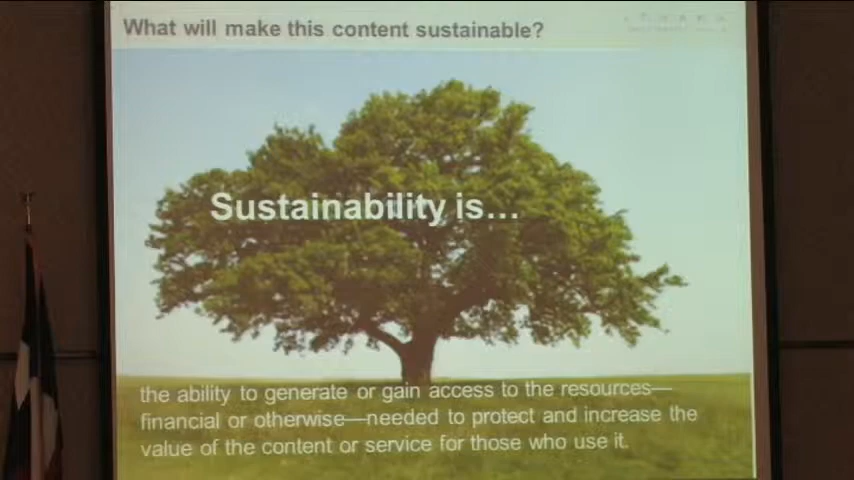 What will make this content sustainable?
Sustainability is…
the ability to generate or gain access to the resources—
financial or otherwise—needed to protect and increase the
value of the content or service for those who use it.